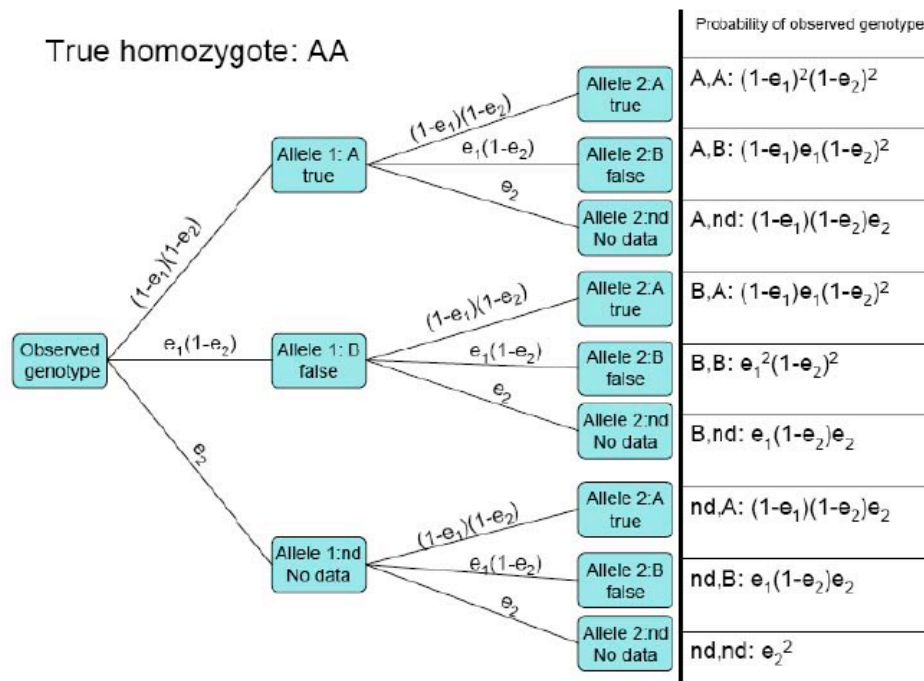 True homozygote: AA
Probability of observed genotype
Observed
genotype
(1-e₁)(1-e₂)
e₁(1-e₂)
e₂
Allele 1: A
true
(1-e₁)(1-e₂)
e₁(1-e₂)
e₂
Allele 2:A
true
A,A: (1-e₁)²(1-e₂)²
Allele 2:B
false
A,B: (1-e₁)e₁(1-e₂)²
Allele 2:nd
No data
A,nd: (1-e₁)(1-e₂)e₂
Allele 1: B
false
(1-e₁)(1-e₂)
e₁(1-e₂)
e₂
Allele 2:A
true
B,A: (1-e₁)e₁(1-e₂)²
Allele 2:B
false
B,B: e₁²(1-e₂)²
Allele 2:nd
No data
B,nd: e₁(1-e₂)e₂
Allele 1:nd
No data
(1-e₁)(1-e₂)
e₁(1-e₂)
e₂
Allele 2:A
true
nd,A: (1-e₁)(1-e₂)e₂
Allele 2:B
false
nd,B: e₁(1-e₂)e₂
Allele 2:nd
No data
nd,nd: e₂²